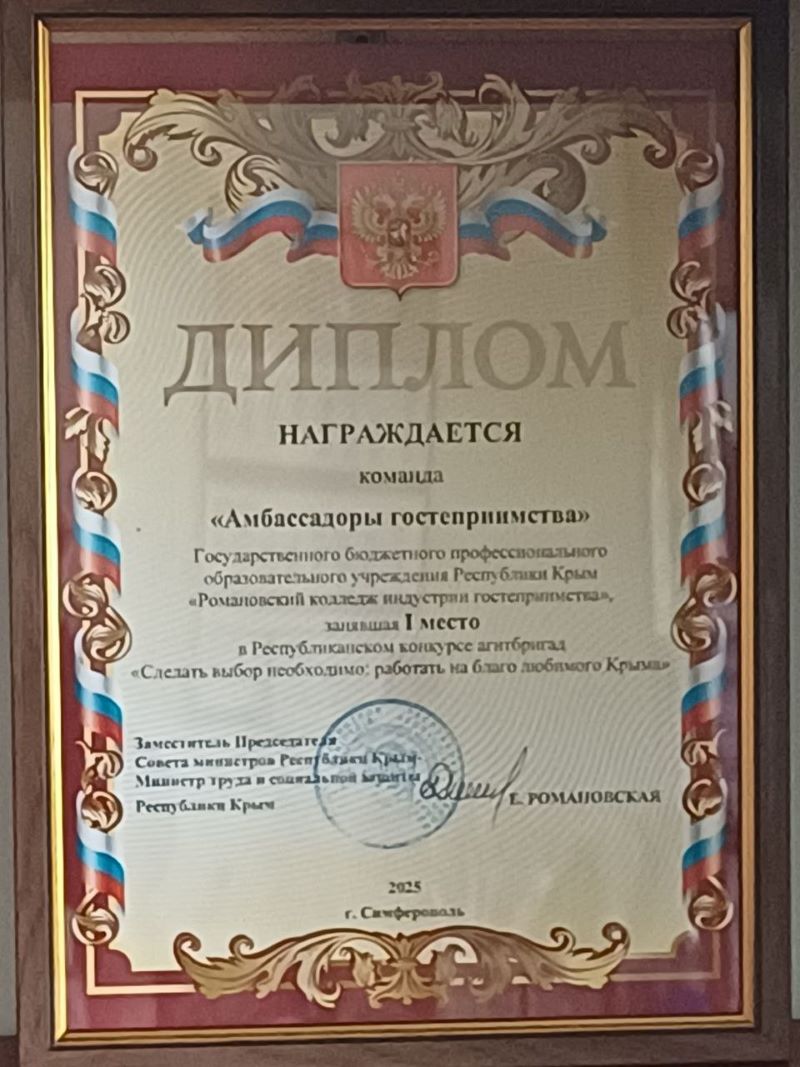 ДИПЛОМ
НАГРАЖДАЕТСЯ
команда
«Амбассадоры гостеприимства»
Государственного бюджетного профессионального
образовательного учреждения Республики Крым
«Романовский колледж индустрии гостеприимства»,
занявшая I место
в Республиканском конкурсе агитбригад
«Сделать выбор необходимо: работать на благо любимого Крыма»
Заместитель Председателя
Совета министров Республики Крым-
Министр труда и социальной защиты
Республики Крым
Е. РОМАНОВСКАЯ
2025
г. Симферополь